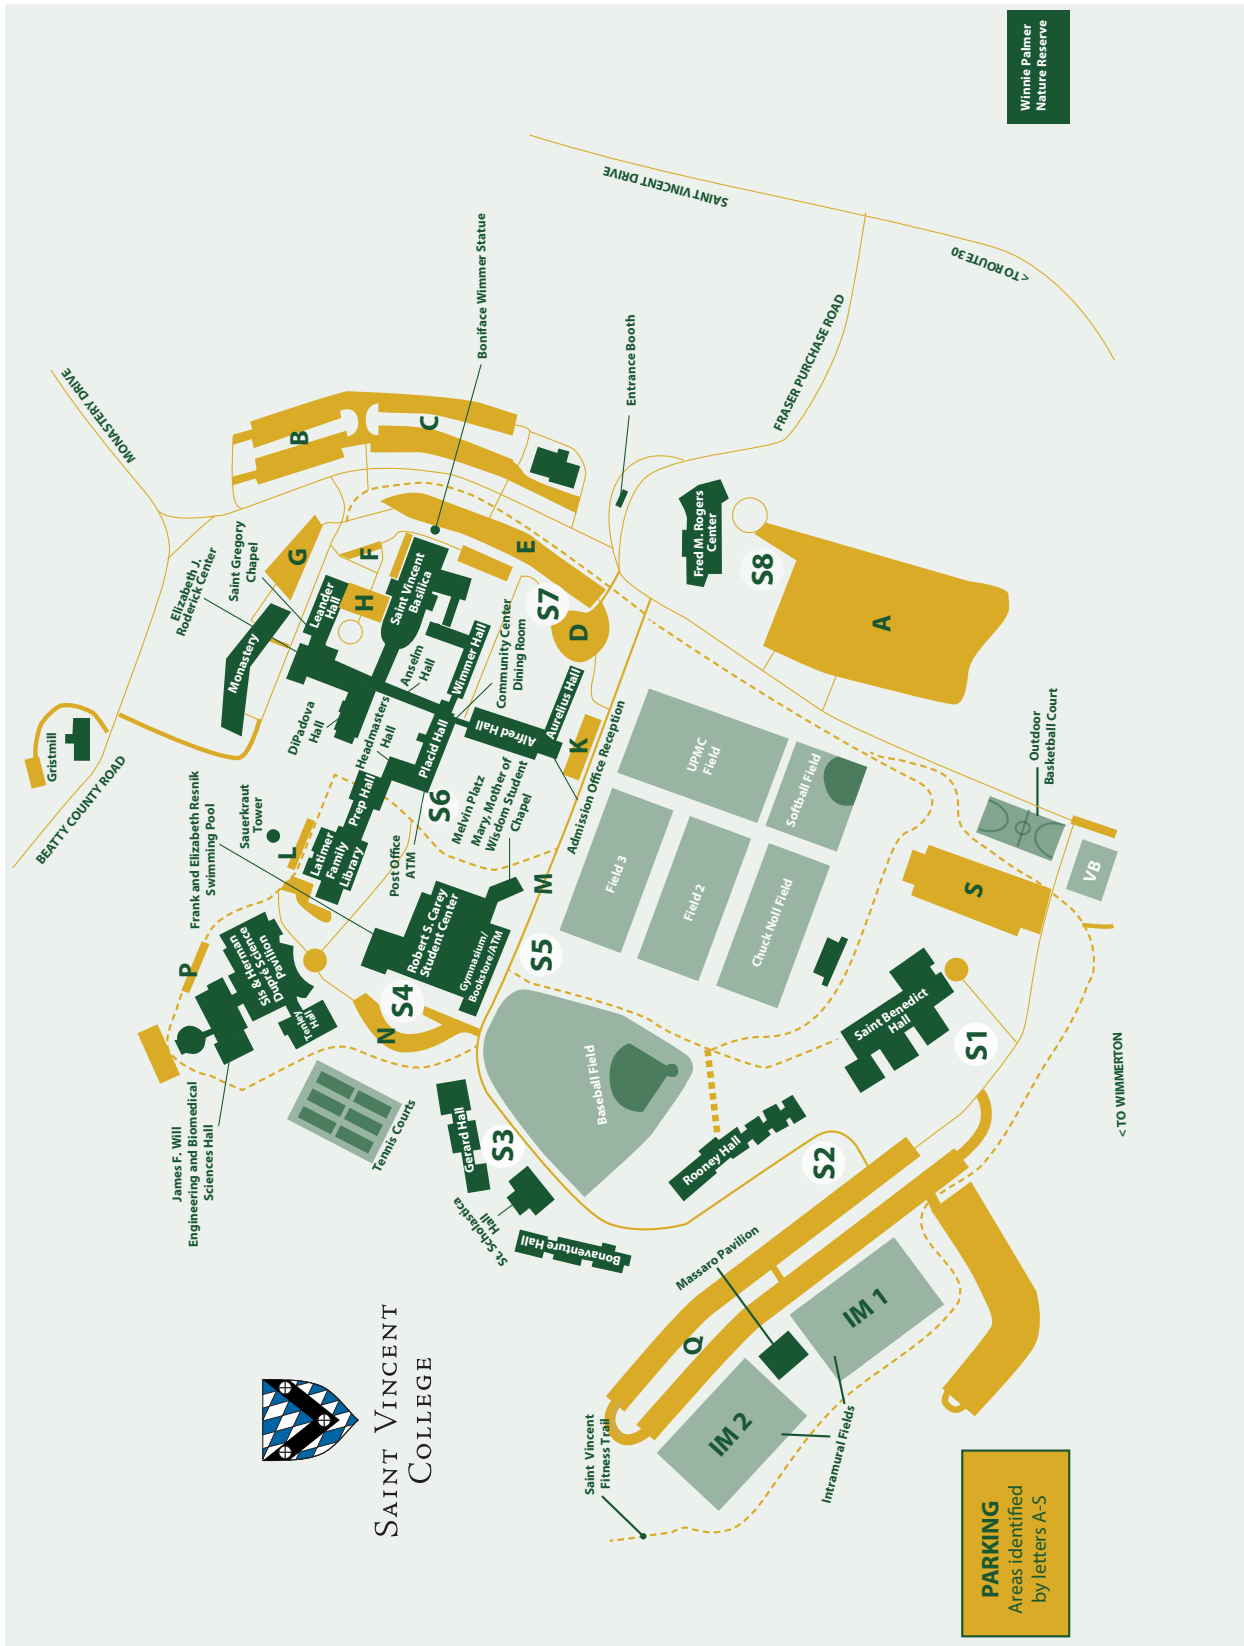 SAINT VINCENT
COLLEGE
PARKING
Areas identified
by letters A-S
Winnie Palmer
Nature Reserve
SAINT VINCENT DRIVE
< TO ROUTE 30
FRASER PURCHASE ROAD
MONASTERY DRIVE
BEATTY COUNTY ROAD
< TO WIMMERTON
Gristmill
Elizabeth J.
Roderick Center
Saint Gregory
Chapel
Monastery
Leander
Hall
Saint Vincent
Basilica
Boniface Wimmer Statue
Entrance Booth
Fred M. Rogers
Center
DiPadova
Hall
Headmasters
Hall
Anselm
Hall
Wimmer Hall
Community Center
Dining Room
Placid Hall
Alfred Hall
Aurelius Hall
Admission Office Reception
Prep Hall
Latimer
Family
Library
Sauerkraut
Tower
Frank and Elizabeth Resnik
Swimming Pool
Post Office
ATM
Melvin Platz
Mary, Mother of
Wisdom Student
Chapel
Robert S. Carey
Student Center
Gymnasium/
Bookstore/ATM
Sis & Herman
Dupré Science
Pavilion
Tenley
Hall
James F. Will
Engineering and Biomedical
Sciences Hall
Tennis Courts
Gerard Hall
St. Scholastica
Hall
Bonaventure Hall
Rooney Hall
Saint Benedict
Hall
Baseball Field
UPMC
Field
Softball Field
Field 3
Field 2
Chuck Noll Field
Outdoor
Basketball Court
VB
Massaro Pavilion
IM 1
IM 2
Intramural Fields
Saint Vincent
Fitness Trail
A
B
C
D
E
F
G
H
K
L
M
N
P
Q
S
S1
S2
S3
S4
S5
S6
S7
S8